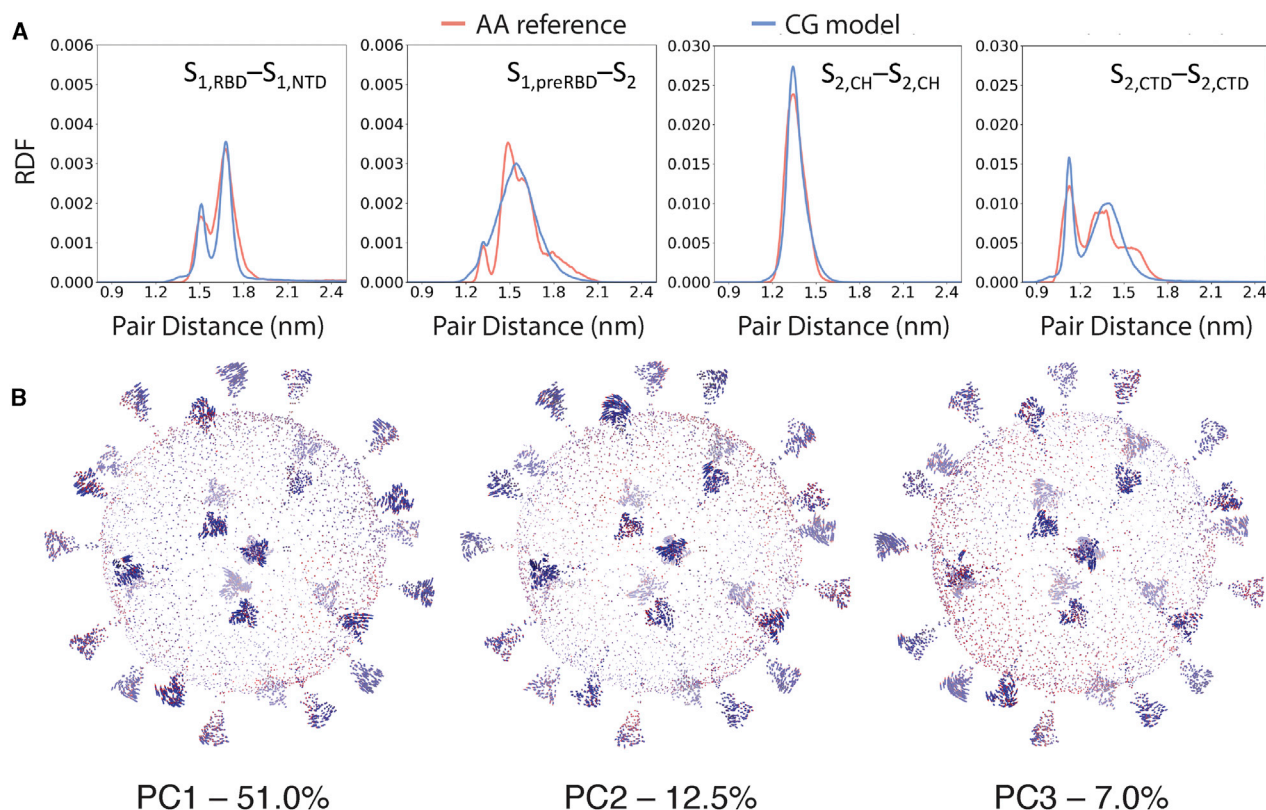 A
AA reference CG model
S1,RBD–S1,NTD
S1,preRBD–S2
S2,CH–S2,CH
S2,CTD–S2,CTD
RDF
0.006
0.005
0.004
0.003
0.002
0.001
0.000
0.9 1.2 1.5 1.8 2.1 2.4
Pair Distance (nm)
0.006
0.005
0.004
0.003
0.002
0.001
0.000
0.9 1.2 1.5 1.8 2.1 2.4
Pair Distance (nm)
0.030
0.025
0.020
0.015
0.010
0.005
0.000
0.9 1.2 1.5 1.8 2.1 2.4
Pair Distance (nm)
0.030
0.025
0.020
0.015
0.010
0.005
0.000
0.9 1.2 1.5 1.8 2.1 2.4
Pair Distance (nm)
B
PC1 – 51.0% PC2 – 12.5% PC3 – 7.0%